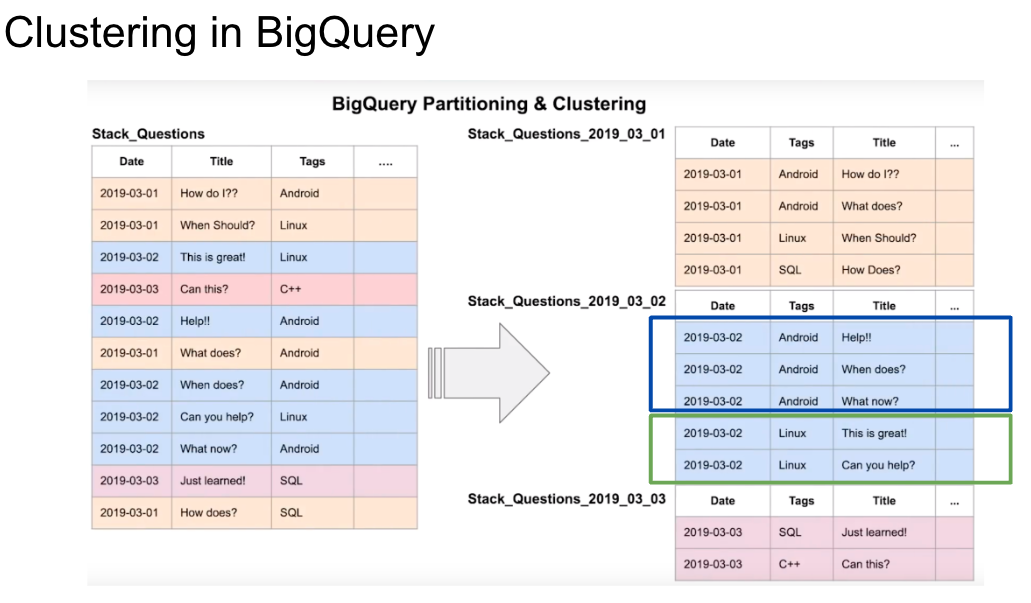 Clustering in BigQuery
BigQuery Partitioning & Clustering
Stack_Questions
Date Title Tags ....
2019-03-01 How do I?? Android
2019-03-01 When Should? Linux
2019-03-02 This is great! Linux
2019-03-03 Can this? C++
2019-03-02 Help!! Android
2019-03-01 What does? Android
2019-03-02 When does? Android
2019-03-02 Can you help? Linux
2019-03-02 What now? Android
2019-03-03 Just learned! SQL
2019-03-01 How does? SQL
Stack_Questions_2019_03_01
Date Tags Title ...
2019-03-01 Android How do I??
2019-03-01 Android What does?
2019-03-01 Linux When Should?
2019-03-01 SQL How Does?
Stack_Questions_2019_03_02
Date Tags Title ...
2019-03-02 Android Help!!
2019-03-02 Android When does?
2019-03-02 Android What now?
2019-03-02 Linux This is great!
2019-03-02 Linux Can you help?
Stack_Questions_2019_03_03
Date Tags Title ...
2019-03-03 SQL Just learned!
2019-03-03 C++ Can this?